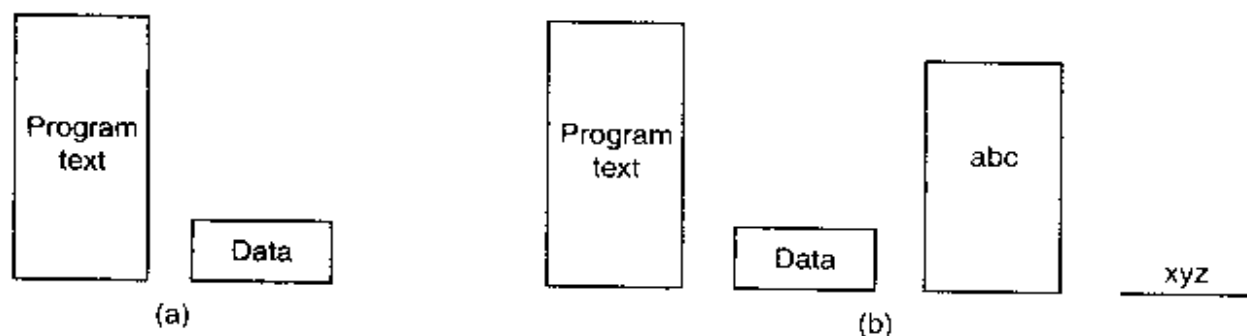 Program
text
Data
(a)
Program
text
Data
abc
xyz
(b)